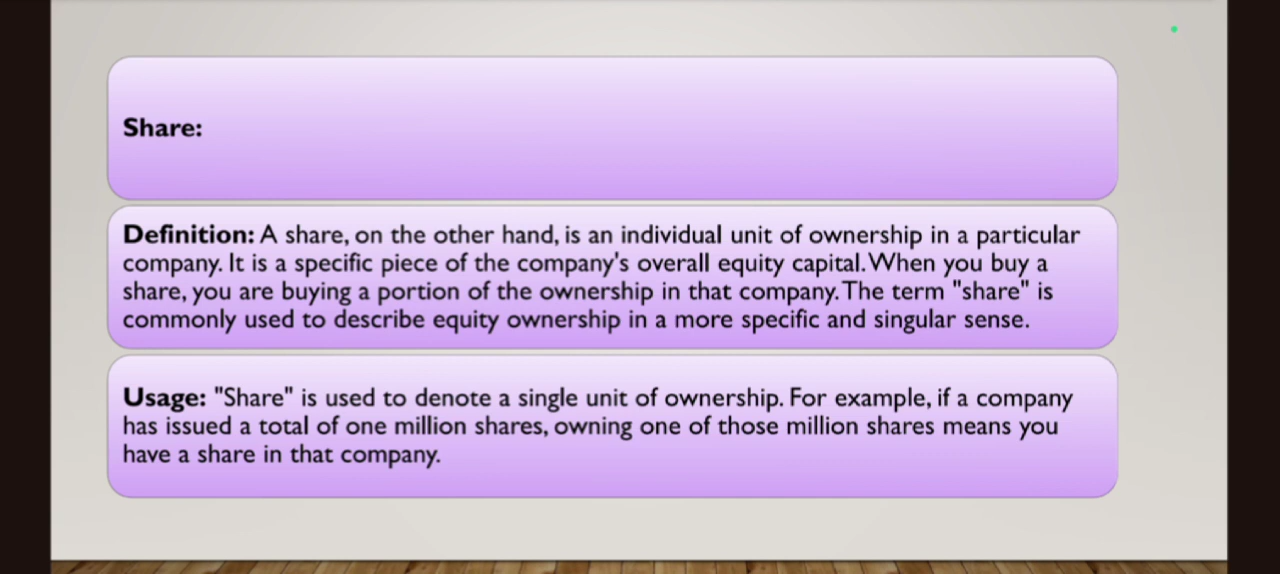 Share:
Definition: A share, on the other hand, is an individual unit of ownership in a particular
company. It is a specific piece of the company's overall equity capital. When you buy a
share, you are buying a portion of the ownership in that company. The term "share" is
commonly used to describe equity ownership in a more specific and singular sense.
Usage: "Share" is used to denote a single unit of ownership. For example, if a company
has issued a total of one million shares, owning one of those million shares means you
have a share in that company.